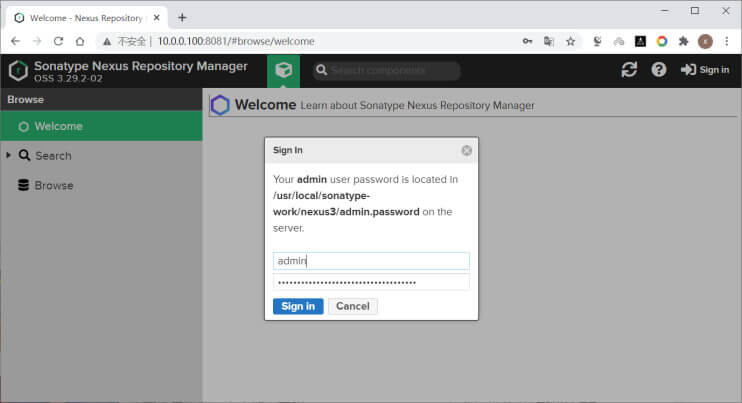 Welcome - Nexus Repository
不安全 | 10.0.0.100:8081/#browse/welcome
Sonatype Nexus Repository Manager
OSS 3.29.2-02
Search components
Sign in
Browse
Welcome
Search
Browse
Welcome Learn about Sonatype Nexus Repository Manager
Sign In
Your admin user password is located in
/usr/local/sonatype-
work/nexus3/admin.password on the
server.
admin
Sign in
Cancel